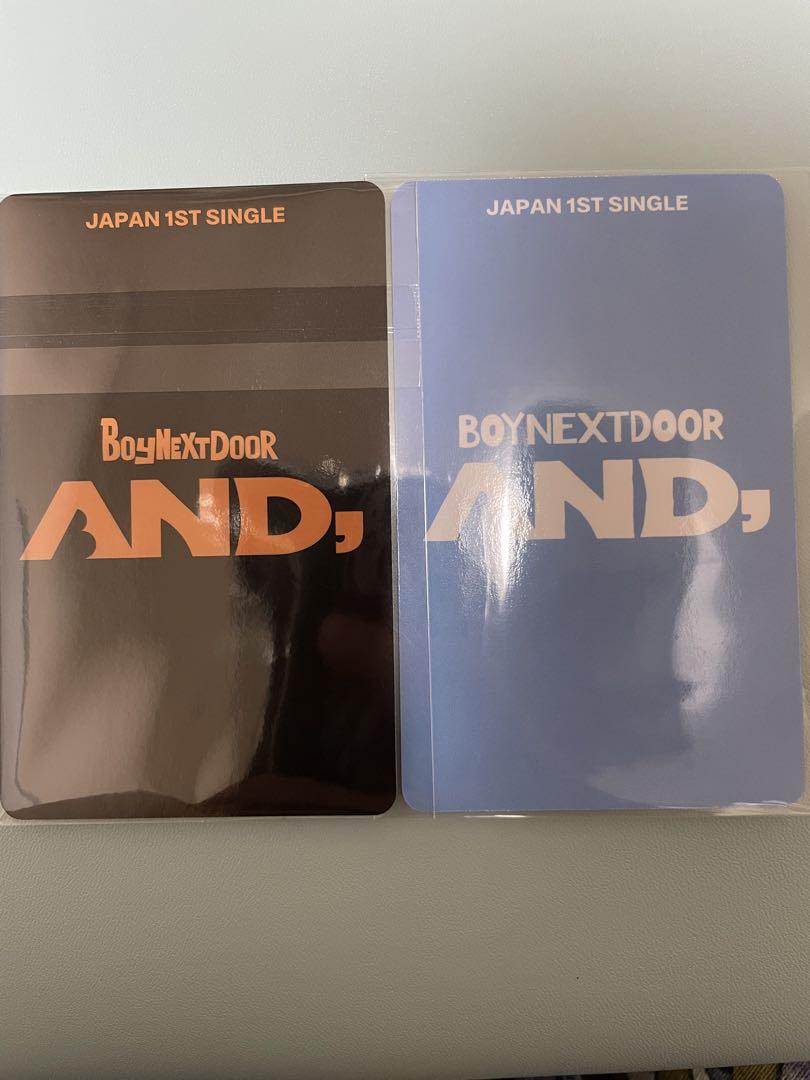 JAPAN 1ST SINGLE
BOYNEXTDOOR
AND,
JAPAN 1ST SINGLE
BOYNEXTDOOR
AND,